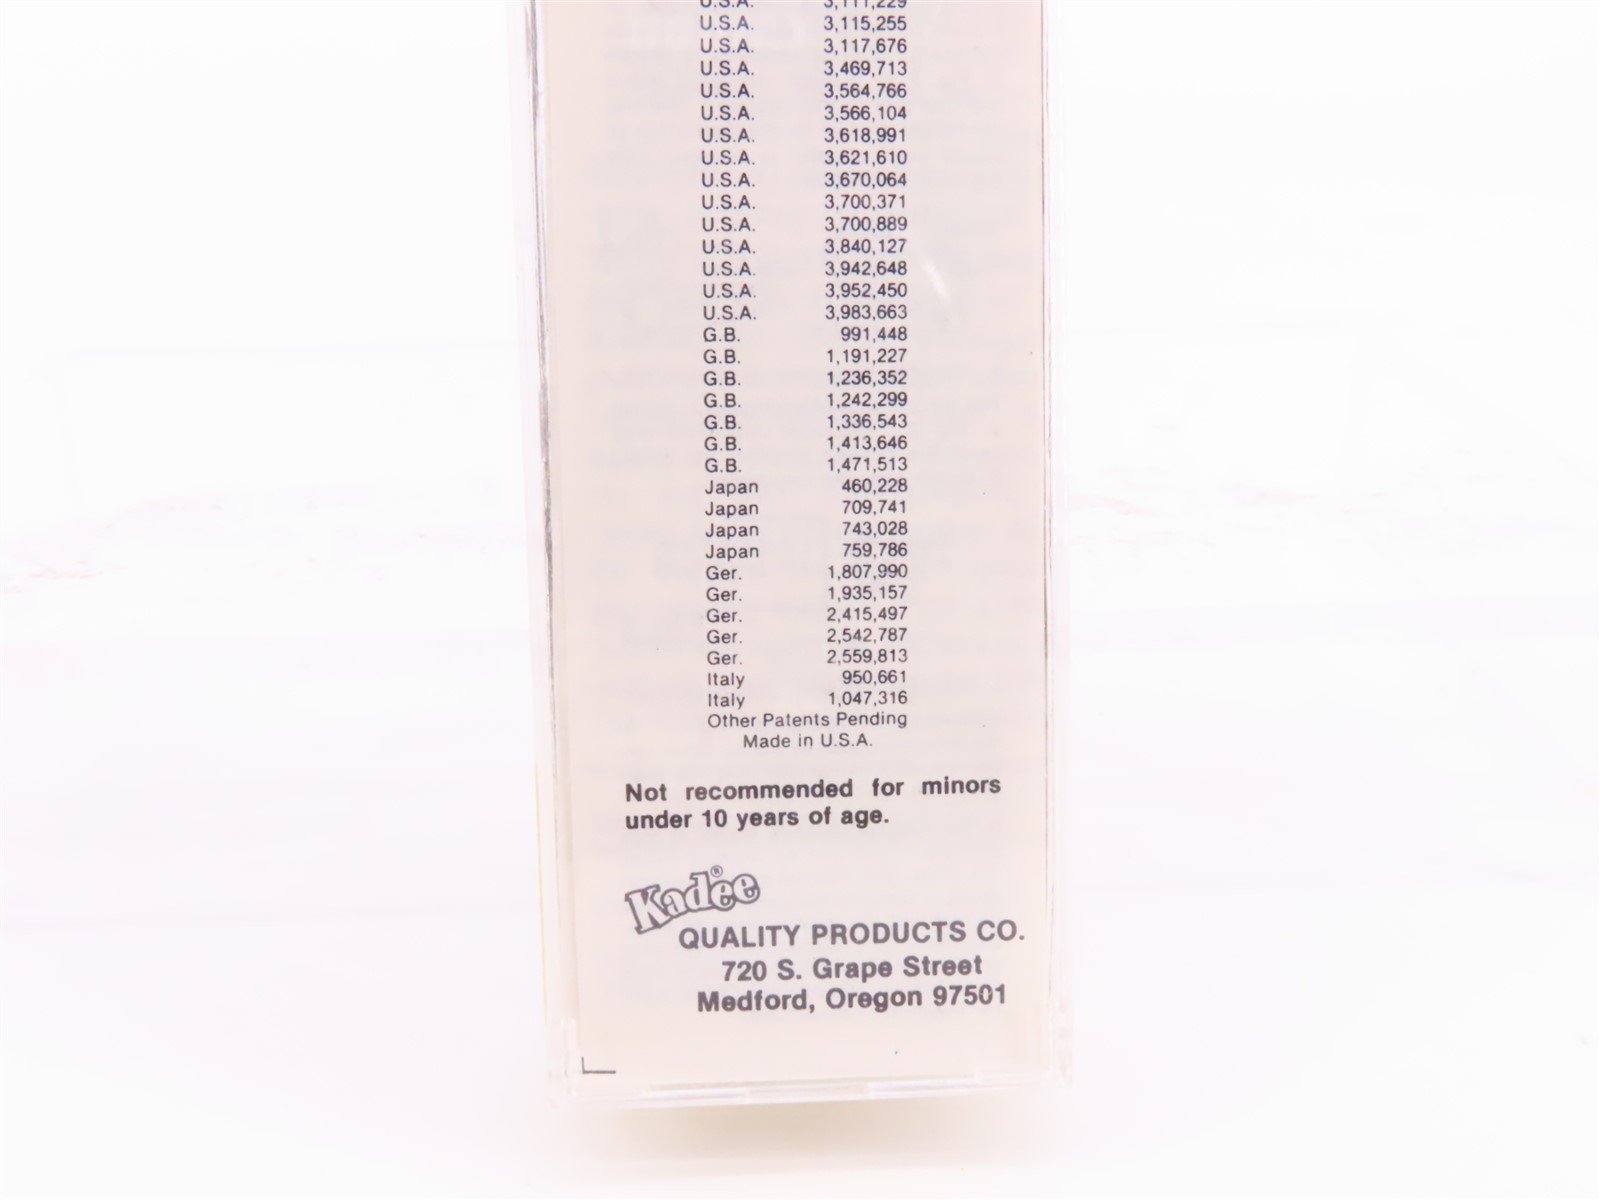 U.S.A. 3,111,229
U.S.A. 3,115,255
U.S.A. 3,117,676
U.S.A. 3,469,713
U.S.A. 3,564,766
U.S.A. 3,566,104
U.S.A. 3,618,991
U.S.A. 3,621,610
U.S.A. 3,670,064
U.S.A. 3,700,371
U.S.A. 3,700,889
U.S.A. 3,840,127
U.S.A. 3,942,648
U.S.A. 3,952,450
U.S.A. 3,983,663
G.B. 991,448
G.B. 1,191,227
G.B. 1,236,352
G.B. 1,242,299
G.B. 1,336,543
G.B. 1,413,646
G.B. 1,471,513
Japan 460,228
Japan 709,741
Japan 743,028
Japan 759,786
Ger. 1,807,990
Ger. 1,935,157
Ger. 2,415,497
Ger. 2,542,787
Ger. 2,559,813
Italy 950,661
Italy 1,047,316
Other Patents Pending
Made in U.S.A.
Not recommended for minors
under 10 years of age.
Kadee®
QUALITY PRODUCTS CO.
720 S. Grape Street
Medford, Oregon 97501